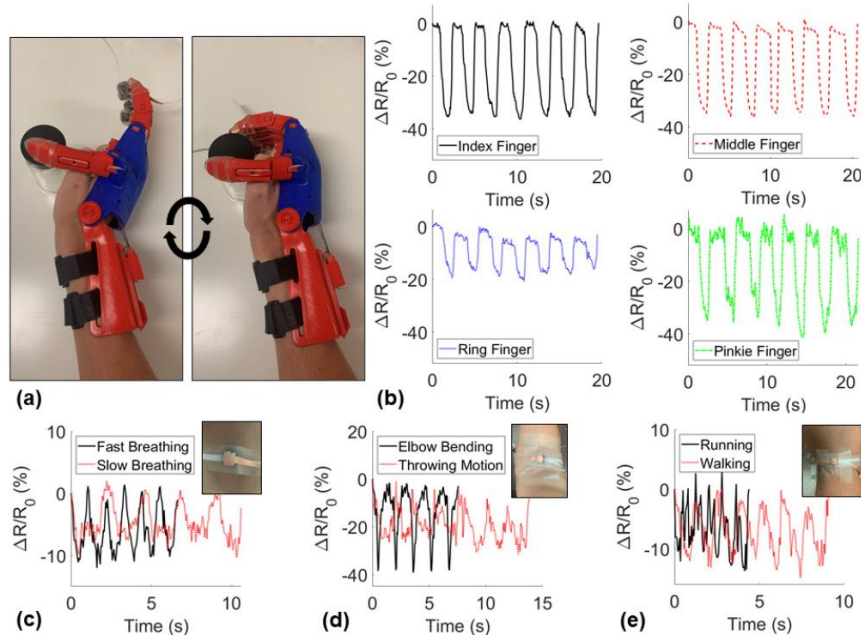 (a)
(b)
0
-20
-40
ΔR/R0 (%)
Index Finger
0
10
20
Time (s)
0
-20
-40
ΔR/R0 (%)
Middle Finger
0
10
20
Time (s)
0
-20
-40
ΔR/R0 (%)
Ring Finger
0
10
20
Time (s)
0
-20
-40
ΔR/R0 (%)
Pinkie Finger
0
10
20
Time (s)
(c)
10
0
-10
ΔR/R0 (%)
Fast Breathing
Slow Breathing
0
5
10
Time (s)
(d)
20
0
-20
-40
ΔR/R0 (%)
Elbow Bending
Throwing Motion
0
5
10
15
Time (s)
(e)
10
0
-10
ΔR/R0 (%)
Running
Walking
0
5
10
Time (s)